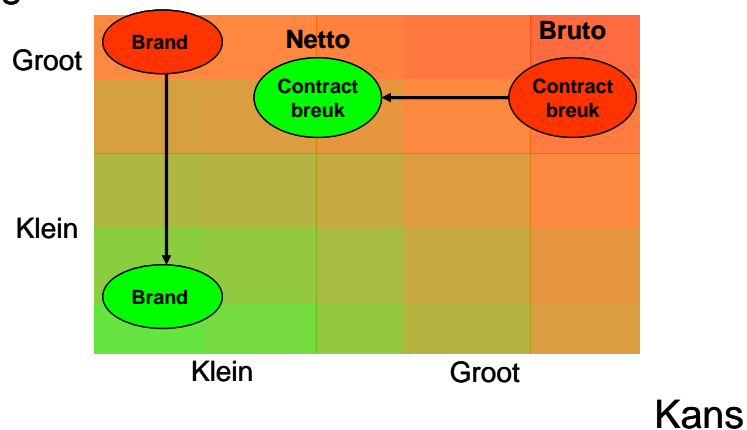 Brand
Netto
Bruto
Groot
Contract
breuk
Contract
breuk
Klein
Brand
Klein
Groot
Kans